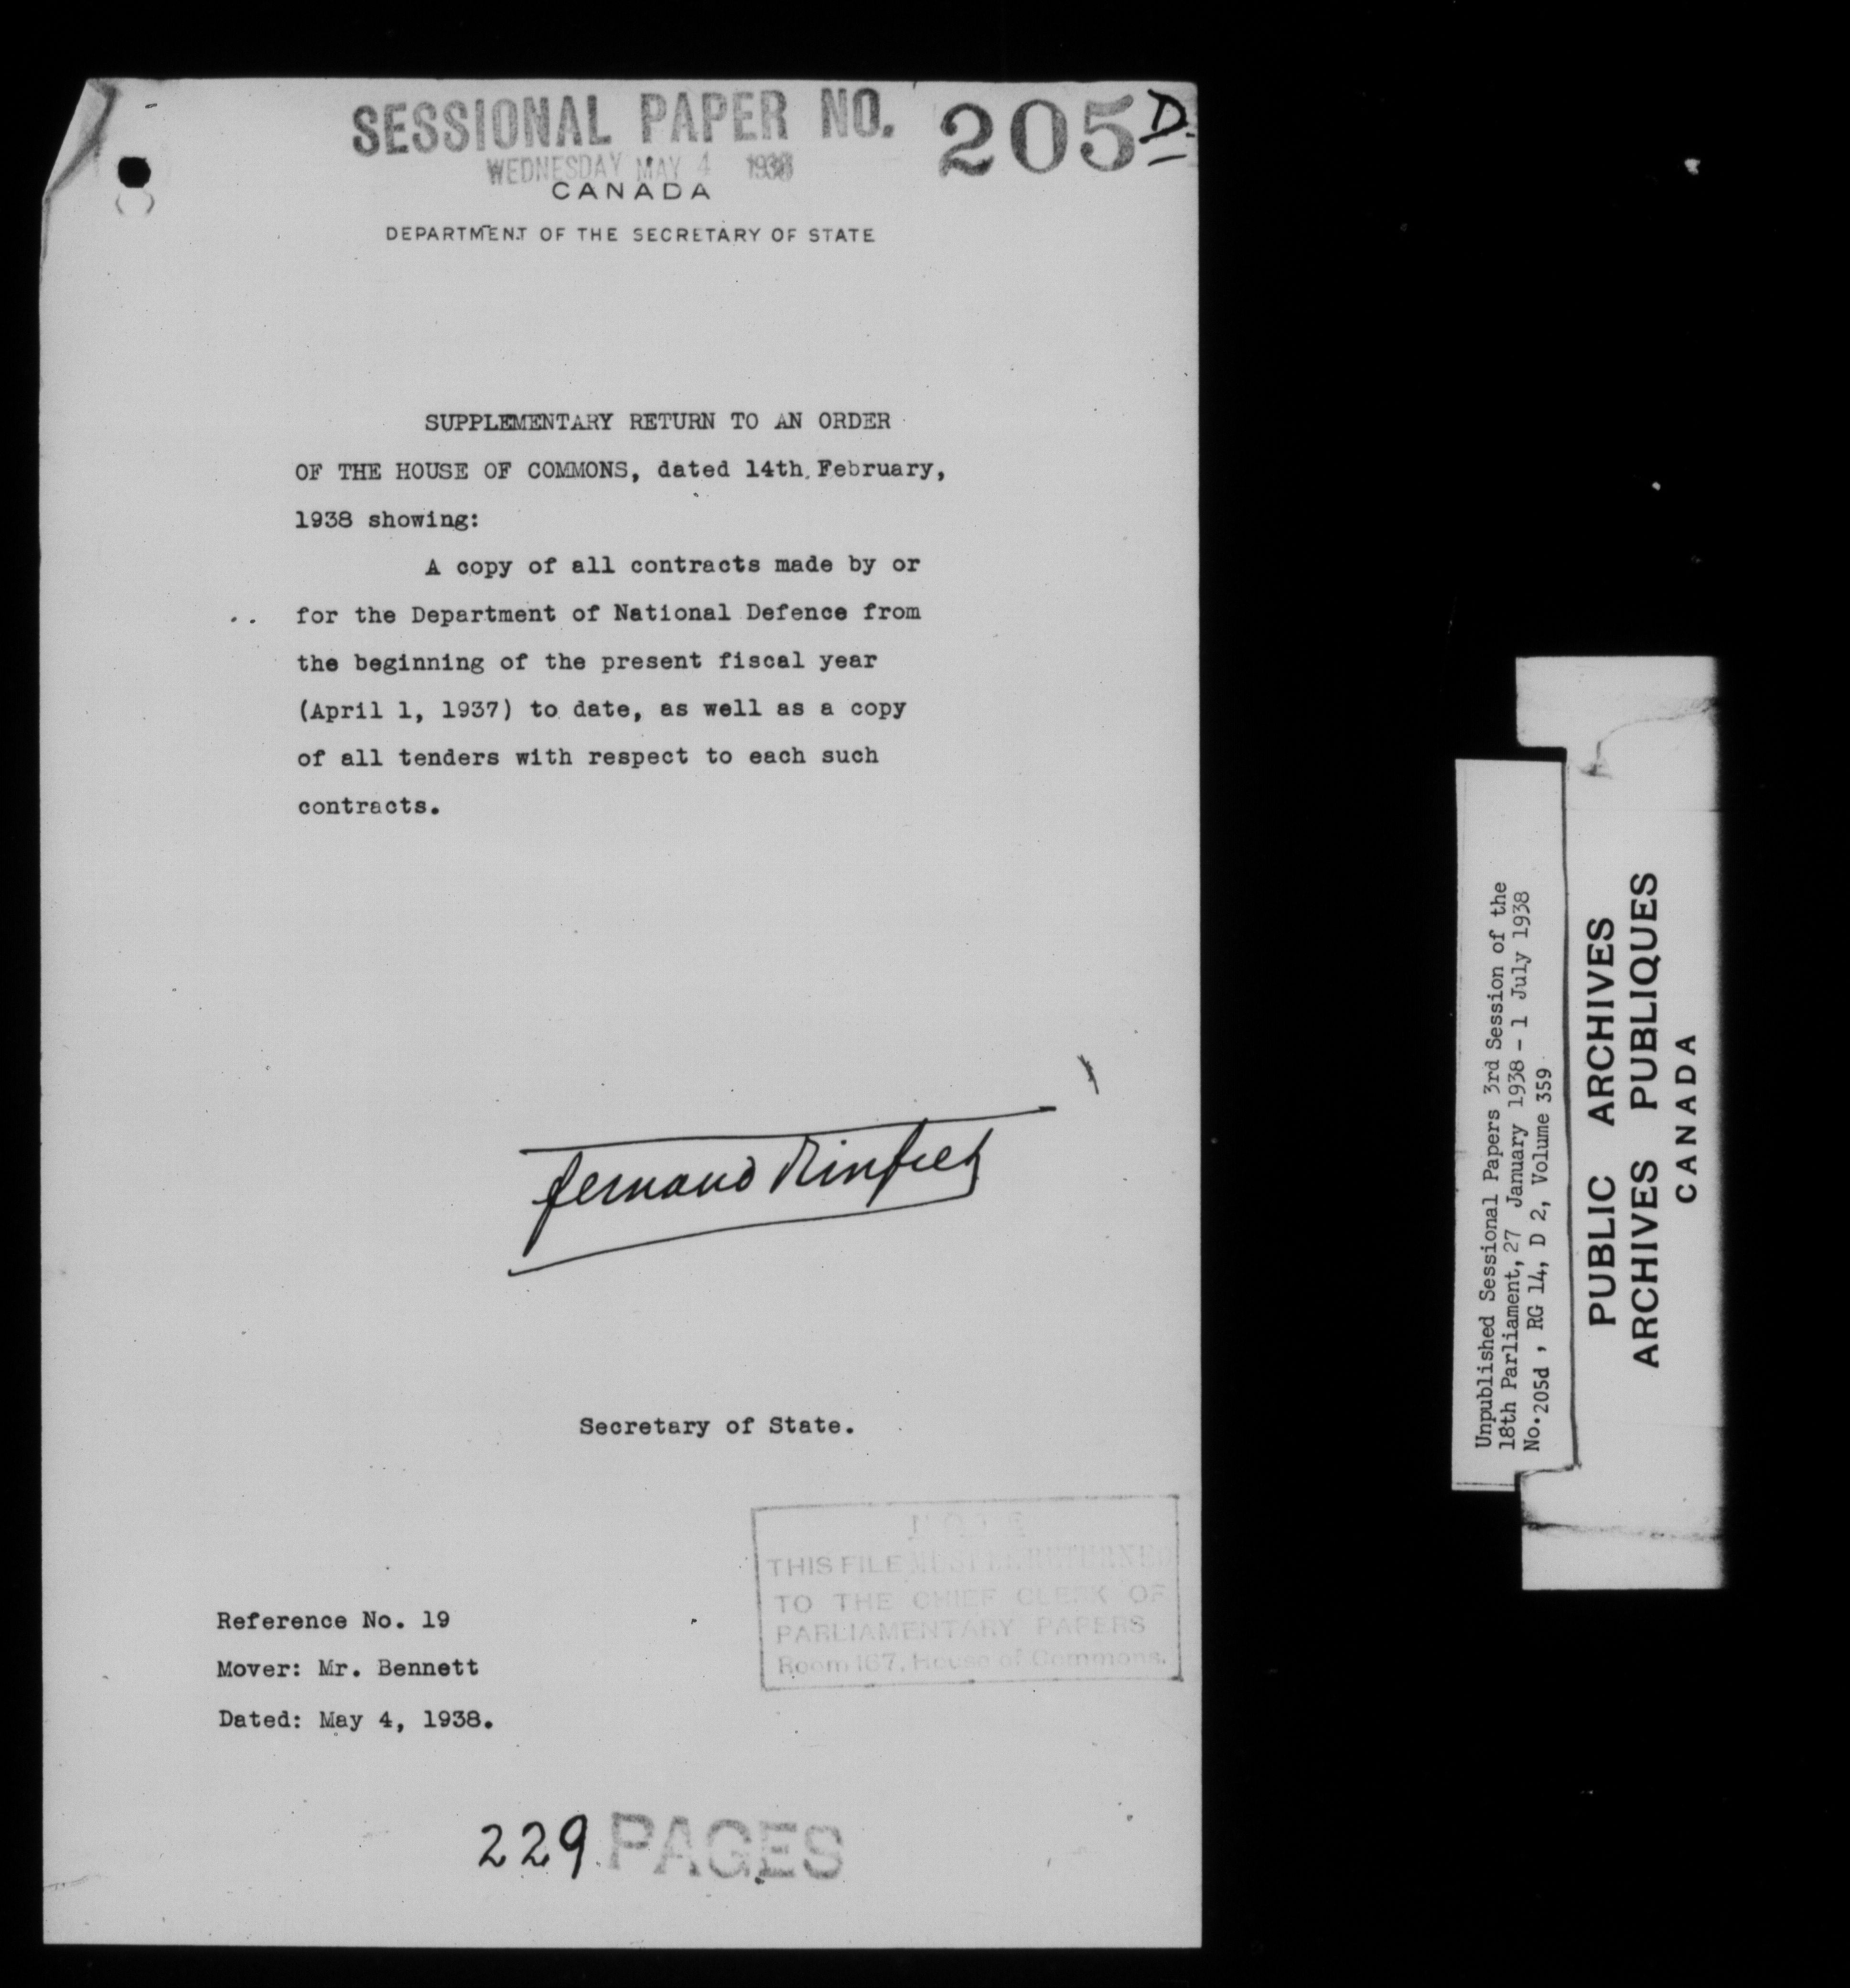 SESSIONAL PAPER NO. 205 D.
WEDNESDAY MAY 4 1938
CANADA
DEPARTMENT OF THE SECRETARY OF STATE
SUPPLEMENTARY RETURN TO AN ORDER
OF THE HOUSE OF COMMONS, dated 14th February,
1938 showing:
A copy of all contracts made by or
for the Department of National Defence from
the beginning of the present fiscal year
(April 1, 1937) to date, as well as a copy
of all tenders with respect to each such
contracts.
Fernand Rinfret
Secretary of State.
NOTE
THIS FILE MUST BE RETURNED
TO THE CHIEF CLERK OF
PARLIAMENTARY PAPERS
Room 167, House of Commons.
Reference No. 19
Mover: Mr. Bennett
Dated: May 4, 1938.
229 PAGES
Unpublished Sessional Papers 3rd Session of the
18th Parliament, 27 January 1938 - 1 July 1938
No. 205d , RG 14, D 2, Volume 359
PUBLIC ARCHIVES
ARCHIVES PUBLIQUES
CANADA